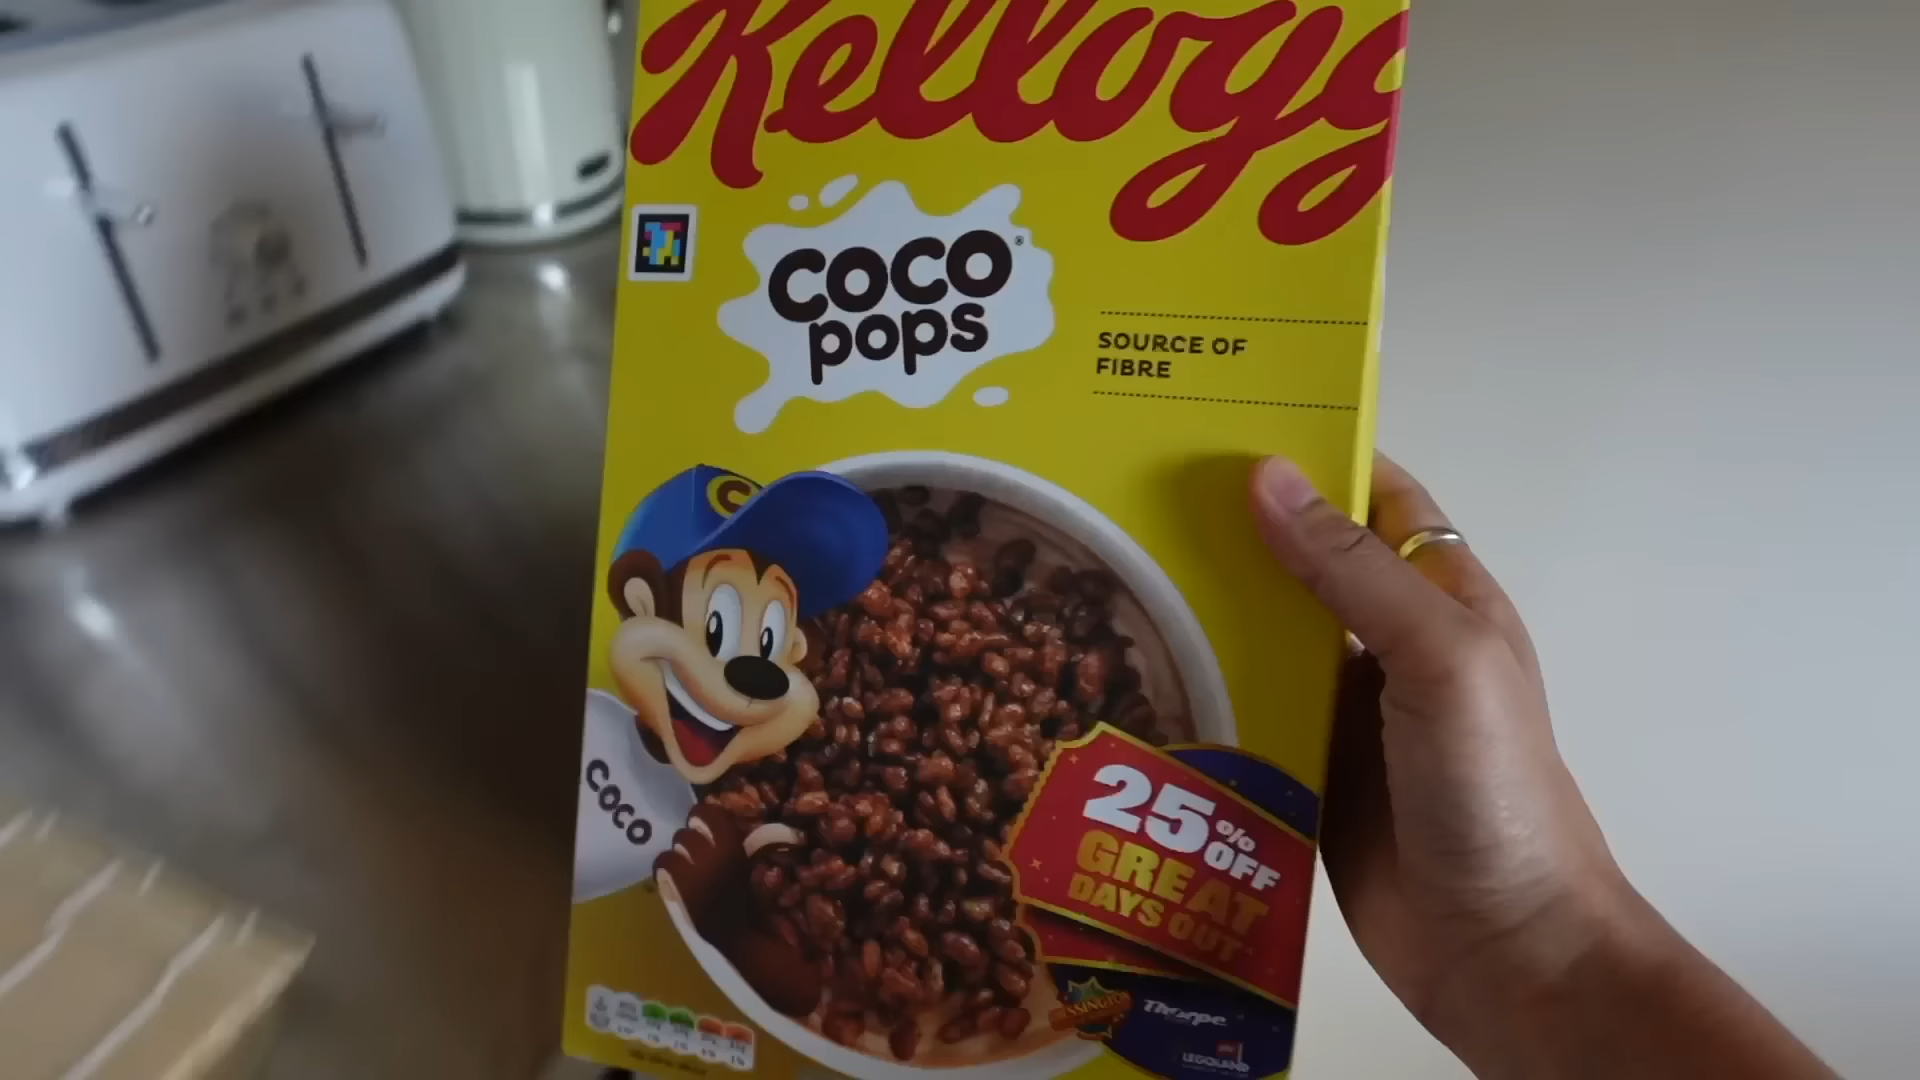 Kellogg
coco
pops
SOURCE OF
FIBRE
C
COCO
25% OFF
GREAT
DAYS OUT
Thorpe
LEGOLAND